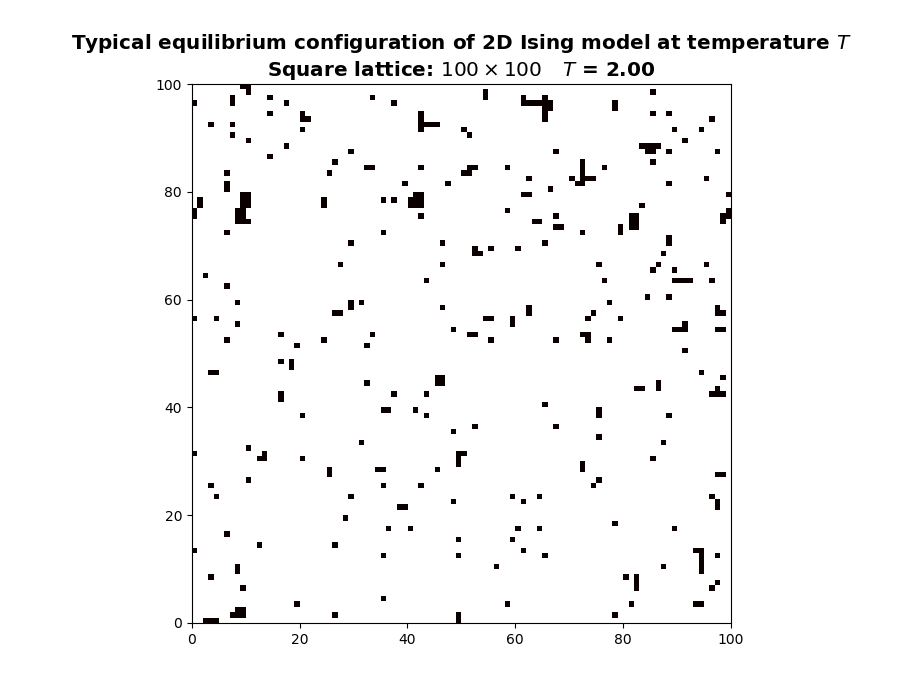 Typical equilibrium configuration of 2D Ising model at temperature T
Square lattice: 100 × 100 T = 2.00
100
80
60
40
20
0
0 20 40 60 80 100